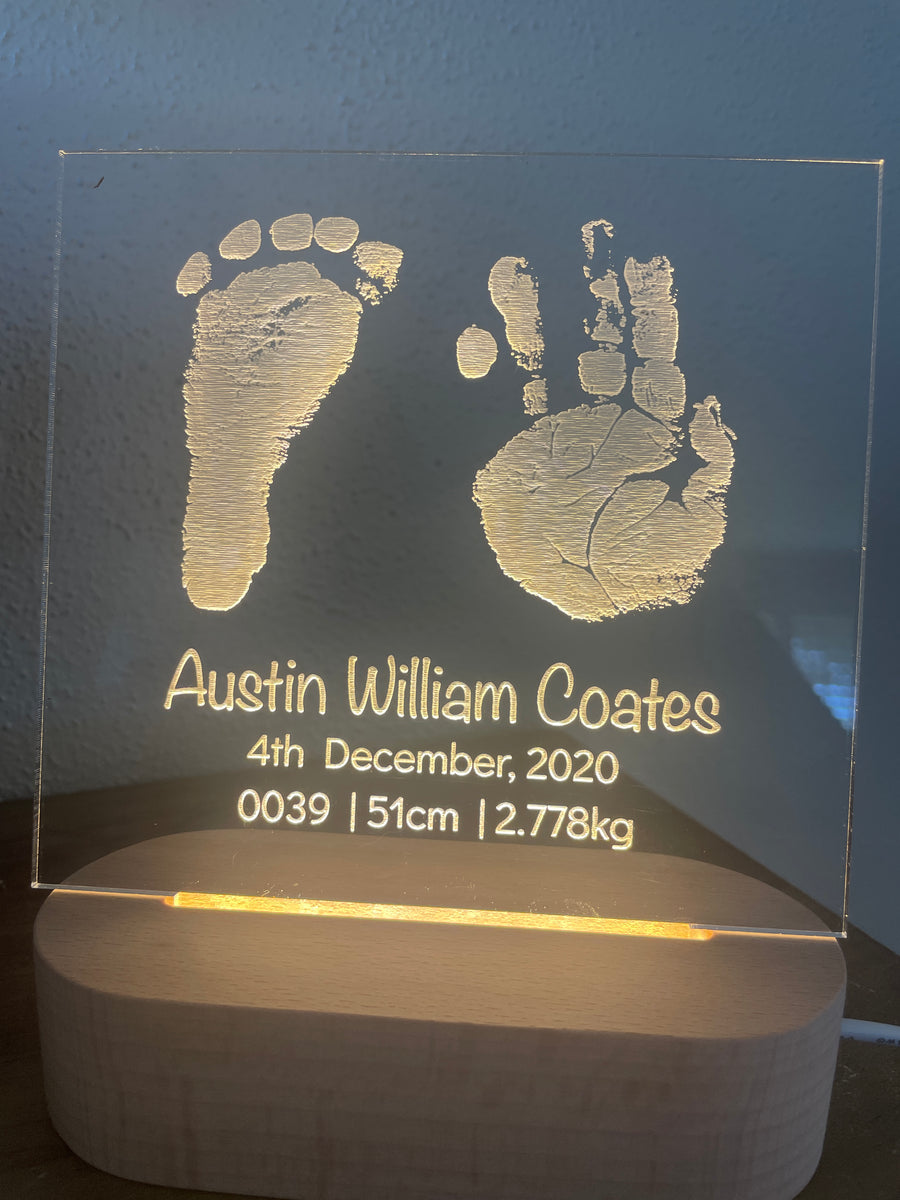 Austin William Coates
4th December, 2020
0039 | 51cm | 2.778kg